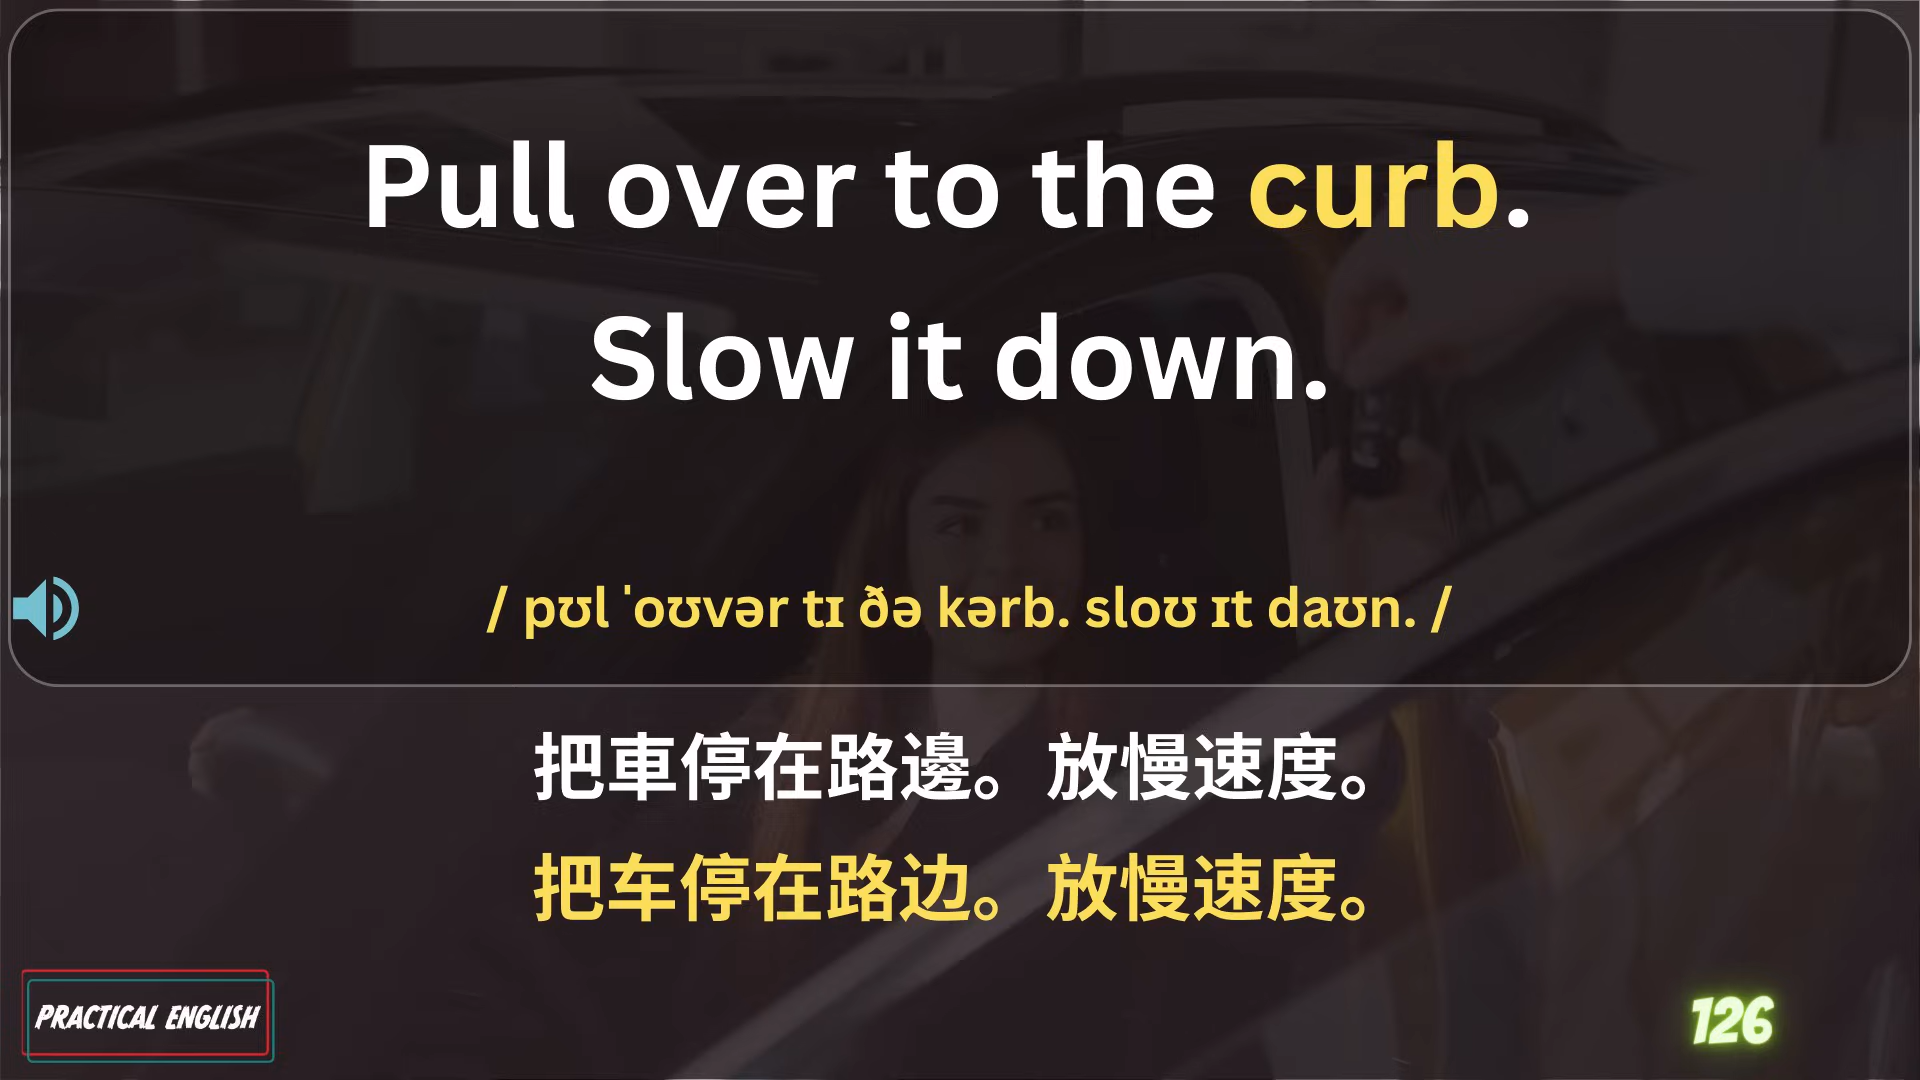 Pull over to the curb.
Slow it down.
/ pʊl ˈoʊvər tɪ ðə kərb. sloʊ ɪt daʊn. /
把車停在路邊。放慢速度。
把车停在路边。放慢速度。
PRACTICAL ENGLISH
126